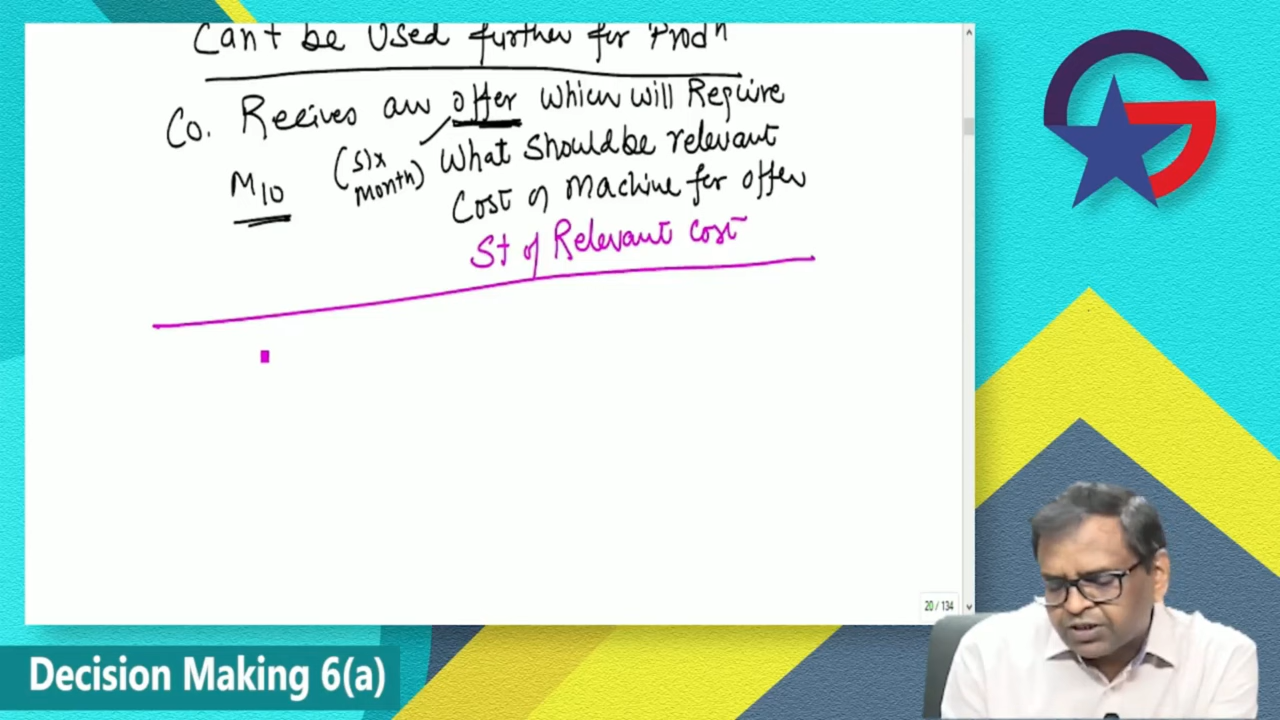 Can't be used further for Prodn
Co. Recives an offer which will Require
M10 (six month) What should be relevant
Cost of machine for offer
St of Relevant cost
20 / 134
Decision Making 6(a)